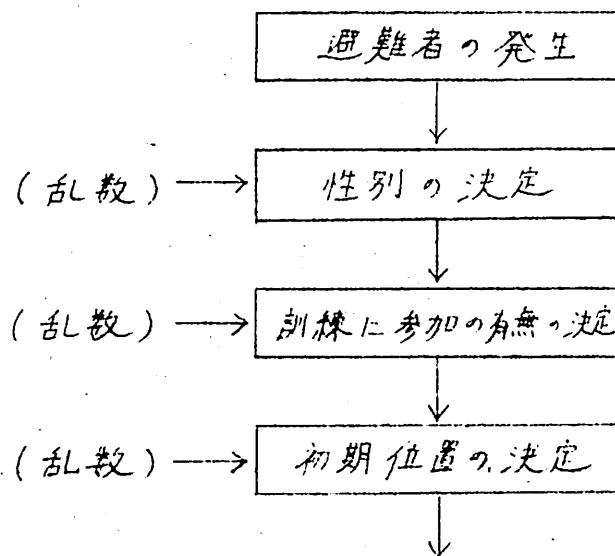 避難者の発生
(乱数) 性別の決定
(乱数) 訓練に参加の有無の決定
(乱数) 初期位置の決定